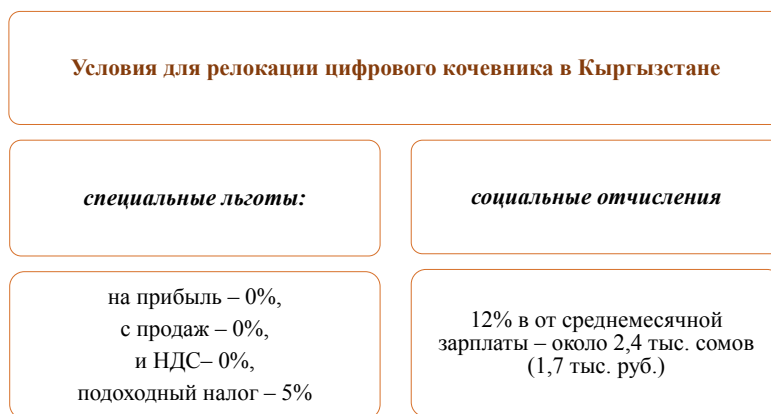 Условия для релокации цифрового кочевника в Кыргызстане
специальные льготы:
социальные отчисления
на прибыль – 0%,
с продаж – 0%,
и НДС– 0%,
подоходный налог – 5%
12% в от среднемесячной
зарплаты – около 2,4 тыс. сомов
(1,7 тыс. руб.)